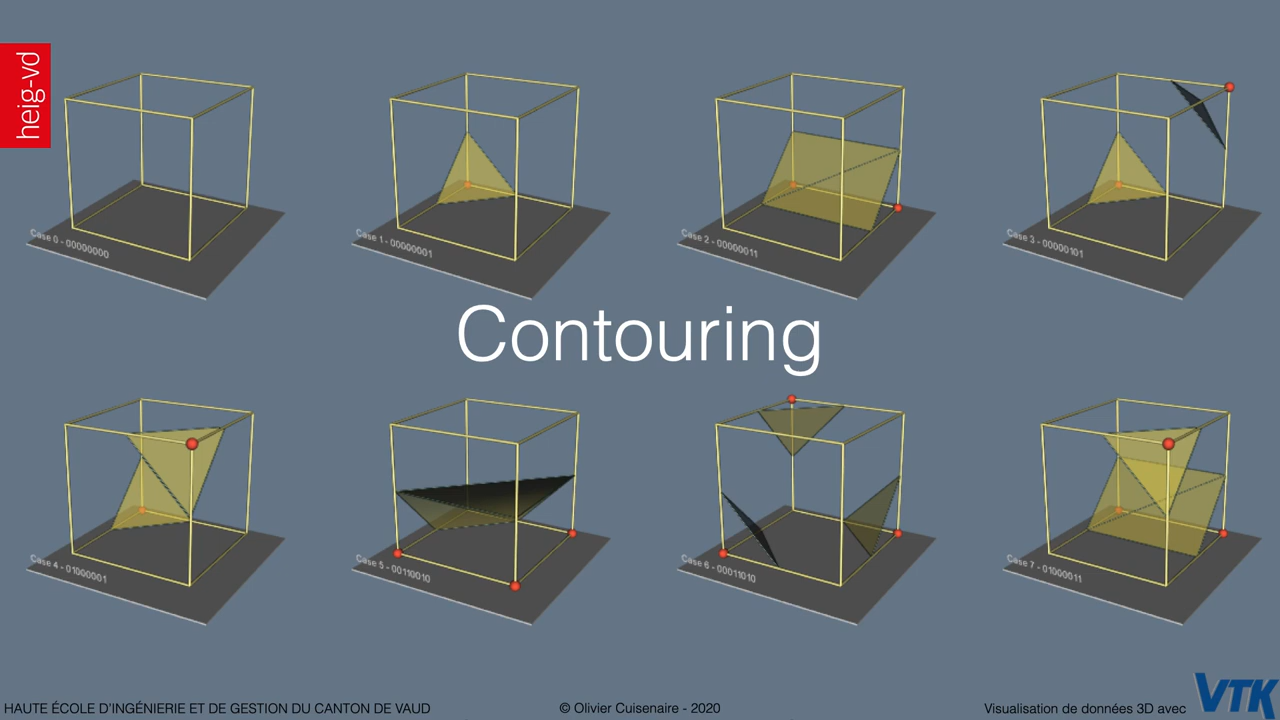 heig-vd
Case 0 - 00000000
Case 1 - 00000001
Case 2 - 00000011
Case 3 - 00000101
Contouring
Case 4 - 01000001
Case 5 - 00110010
Case 6 - 00011010
Case 7 - 01000011
HAUTE ÉCOLE D'INGÉNIERIE ET DE GESTION DU CANTON DE VAUD
© Olivier Cuisenaire - 2020
Visualisation de données 3D avec VTK